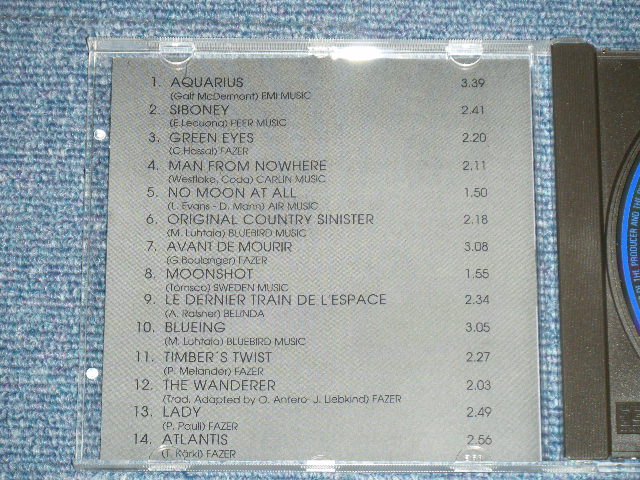 1. AQUARIUS 3.39
(Galt McDermont) EMI MUSIC
2. SIBONEY 2.41
(E.Lecuona) PEER MUSIC
3. GREEN EYES 2.20
(C.Hassal) FAZER
4. MAN FROM NOWHERE 2.11
(Westlake, Coda) CARLIN MUSIC
5. NO MOON AT ALL 1.50
(L. Evans - D. Mann) AIR MUSIC
6. ORIGINAL COUNTRY SINISTER 2.18
(M. Luhtala) BLUEBIRD MUSIC
7. AVANT DE MOURIR 3.08
(G.Boulanger) FAZER
8. MOONSHOT 1.55
(Tomsco) SWEDEN MUSIC
9. LE DERNIER TRAIN DE L'ESPACE 2.34
(A. Raisner) BELINDA
10. BLUEING 3.05
(M. Luhtala) BLUEBIRD MUSIC
11. TIMBER´S TWIST 2.27
(P. Melander) FAZER
12. THE WANDERER 2.03
(Trad. Adapted by O. Antero- J. Liebkind) FAZER
13. LADY 2.49
(P. Pauli) FAZER
14. ATLANTIS 2.56
(T. Kärki) FAZER
OF THE PRODUCER AND THE